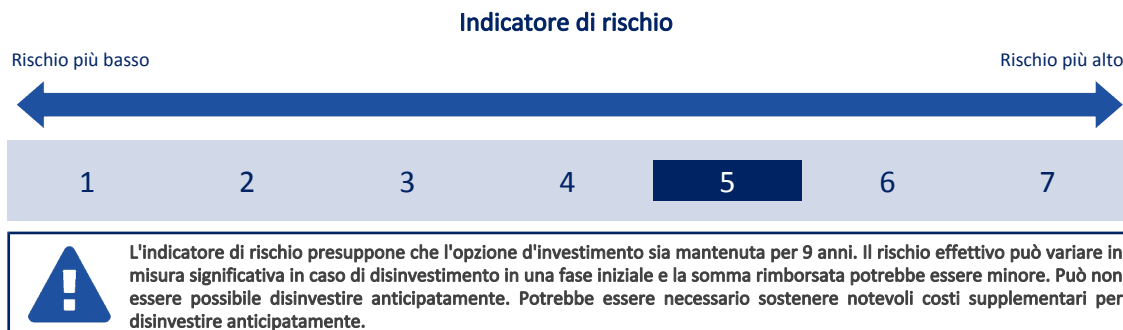 Indicatore di rischio
Rischio più basso
Rischio più alto
1 2 3 4 5 6 7
L'indicatore di rischio presuppone che l'opzione d'investimento sia mantenuta per 9 anni. Il rischio effettivo può variare in
misura significativa in caso di disinvestimento in una fase iniziale e la somma rimborsata potrebbe essere minore. Può non
essere possibile disinvestire anticipatamente. Potrebbe essere necessario sostenere notevoli costi supplementari per
disinvestire anticipatamente.